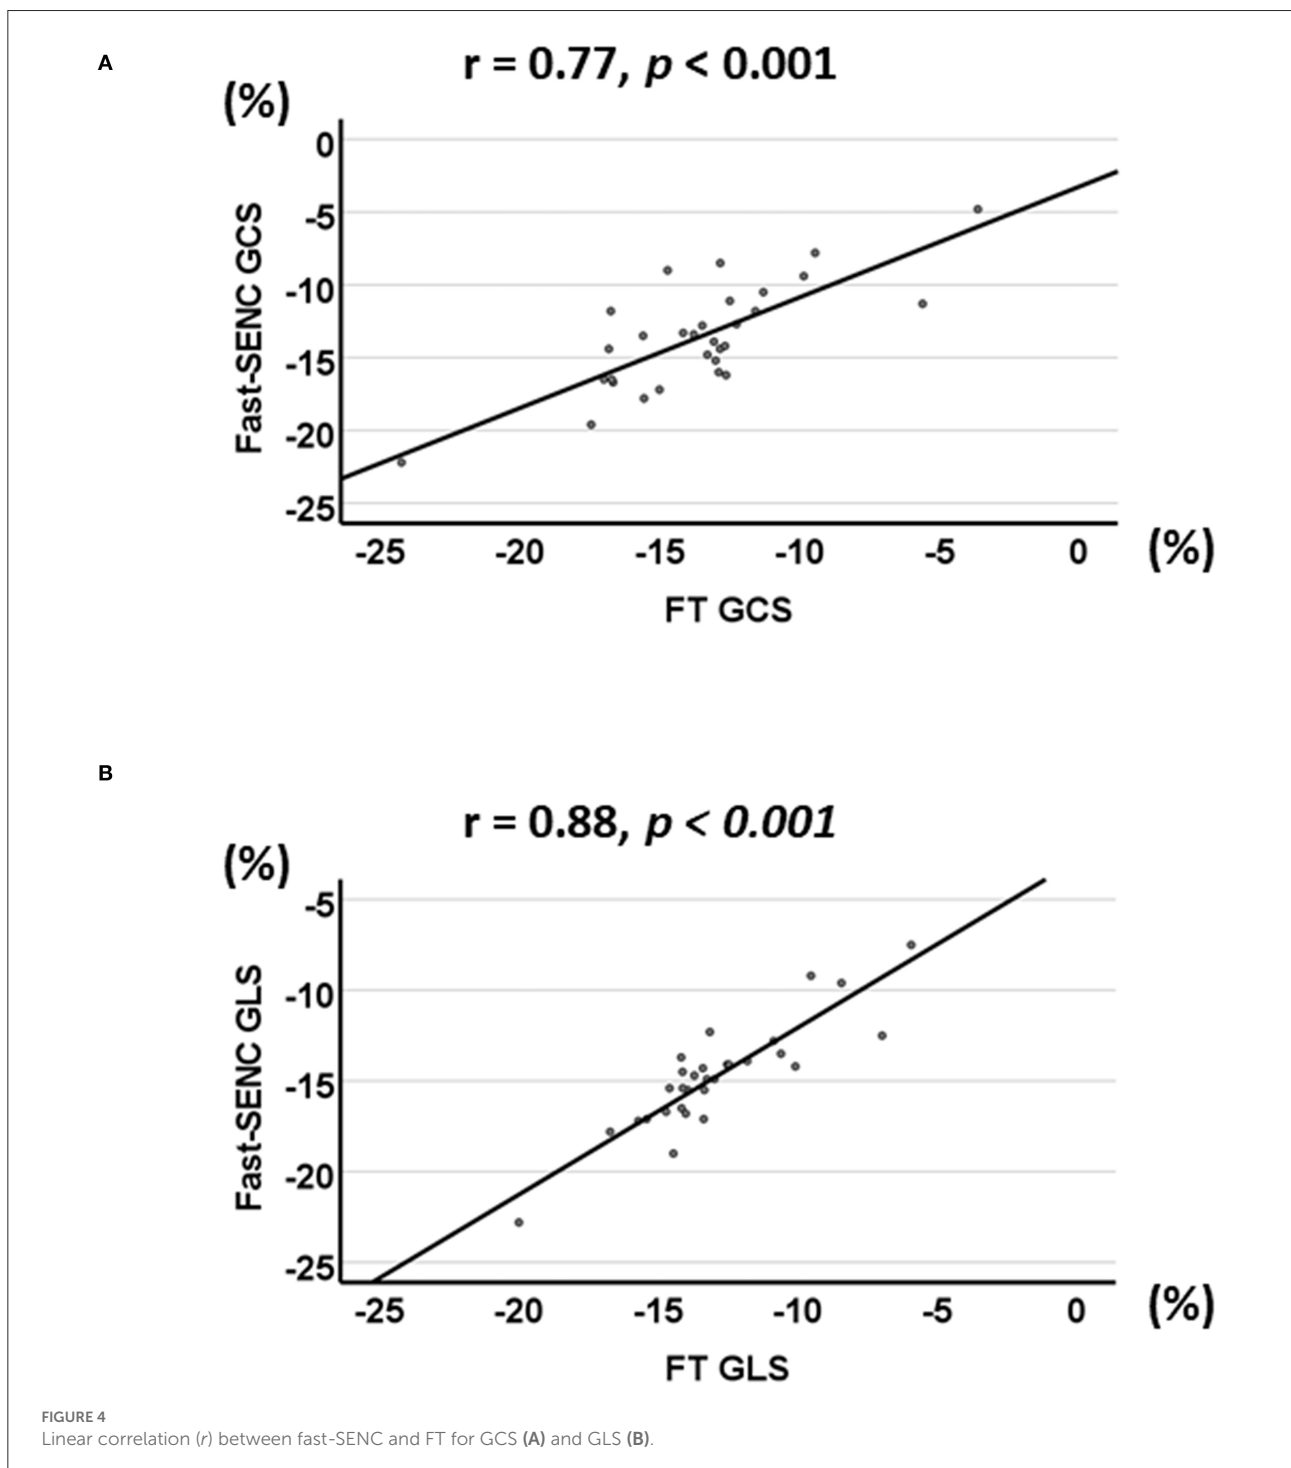 A
r = 0.77, p < 0.001
(%)
0
-5
-10
-15
-20
-25
Fast-SENC GCS
-25 -20 -15 -10 -5 0 (%)
FT GCS
B
r = 0.88, p < 0.001
(%)
-5
-10
-15
-20
-25
Fast-SENC GLS
-25 -20 -15 -10 -5 0 (%)
FT GLS
FIGURE 4
Linear correlation (r) between fast-SENC and FT for GCS (A) and GLS (B).